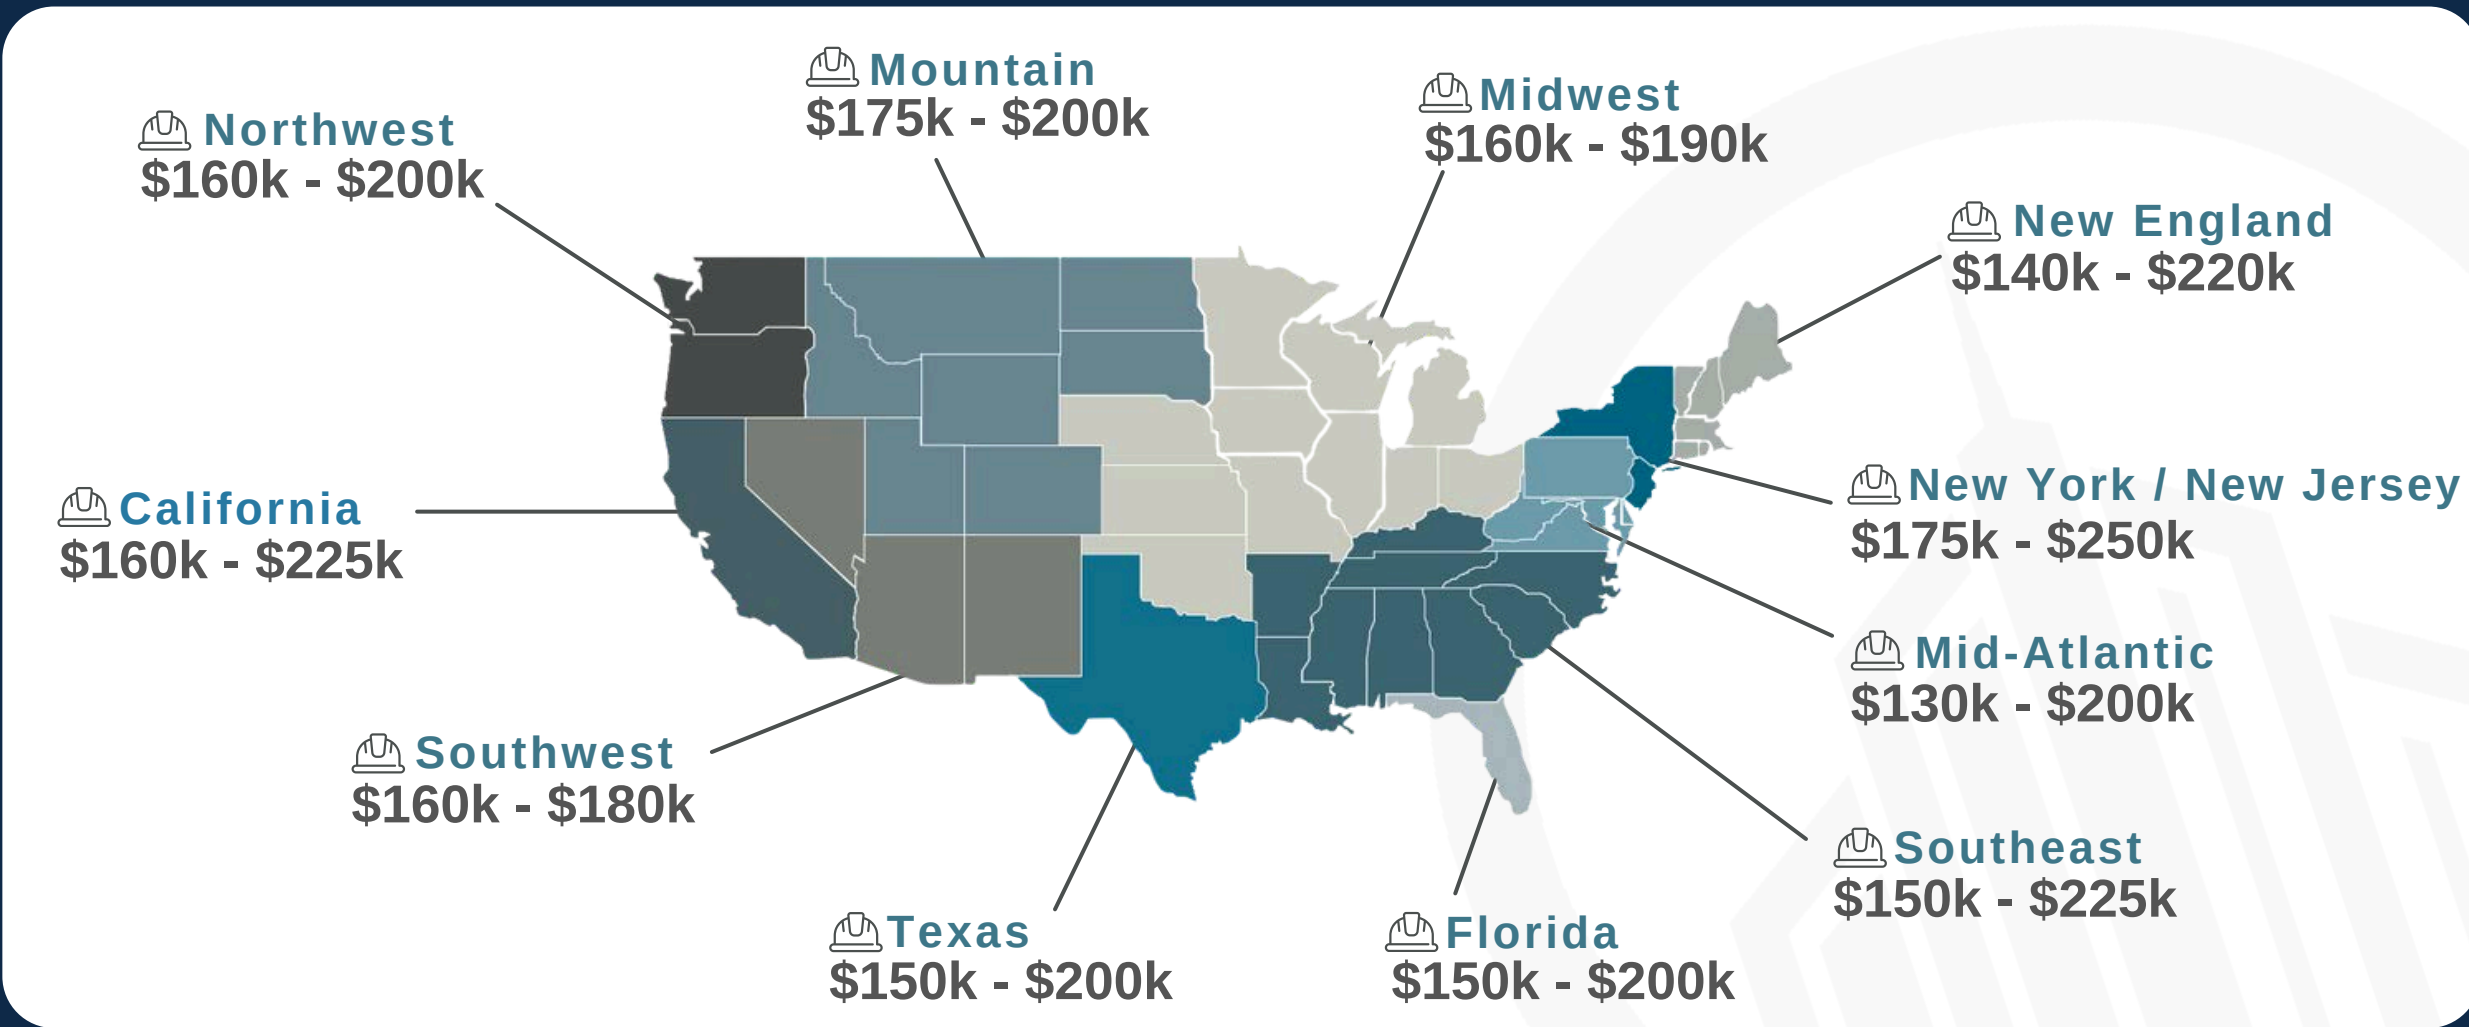 Mountain
$175k - $200k
Midwest
$160k - $190k
Northwest
$160k - $200k
New England
$140k - $220k
California
$160k - $225k
New York / New Jersey
$175k - $250k
Mid-Atlantic
$130k - $200k
Southwest
$160k - $180k
Southeast
$150k - $225k
Texas
$150k - $200k
Florida
$150k - $200k